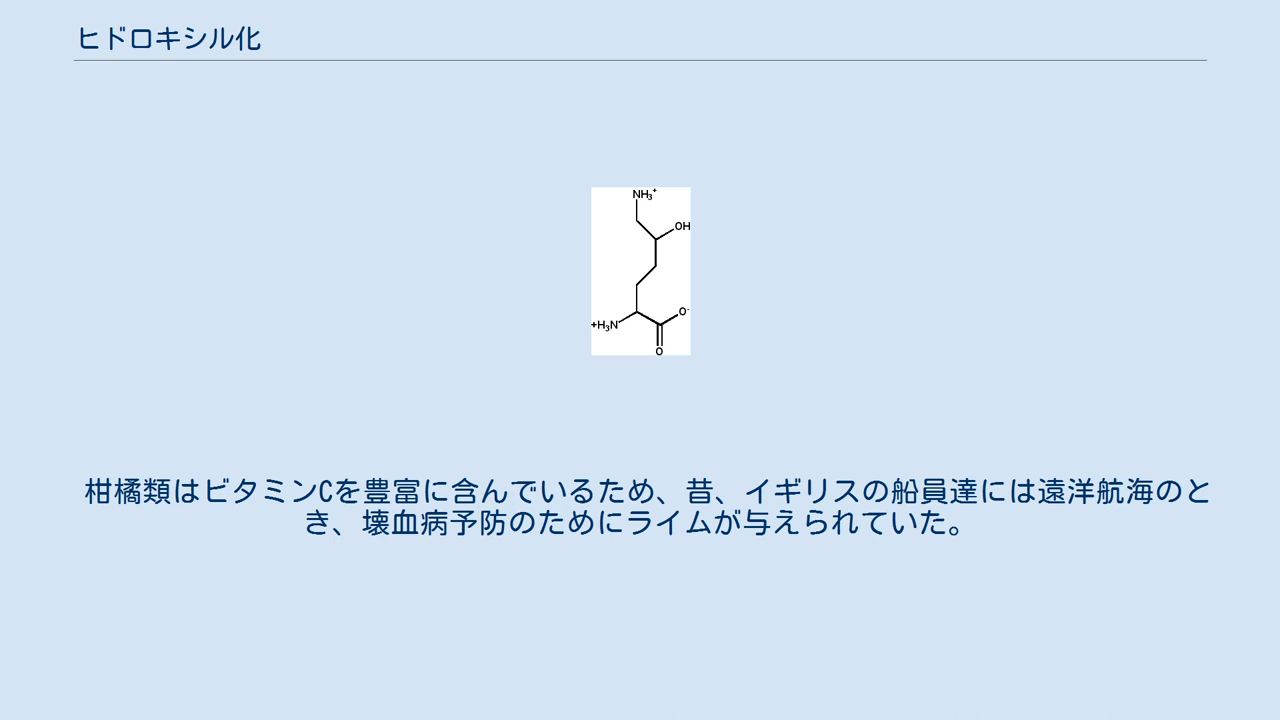 ヒドロキシル化
NH3+
OH
O-
+H3N
O
柑橘類はビタミンCを豊富に含んでいるため、昔、イギリスの船員達には遠洋航海のと
き、壊血病予防のためにライムが与えられていた。